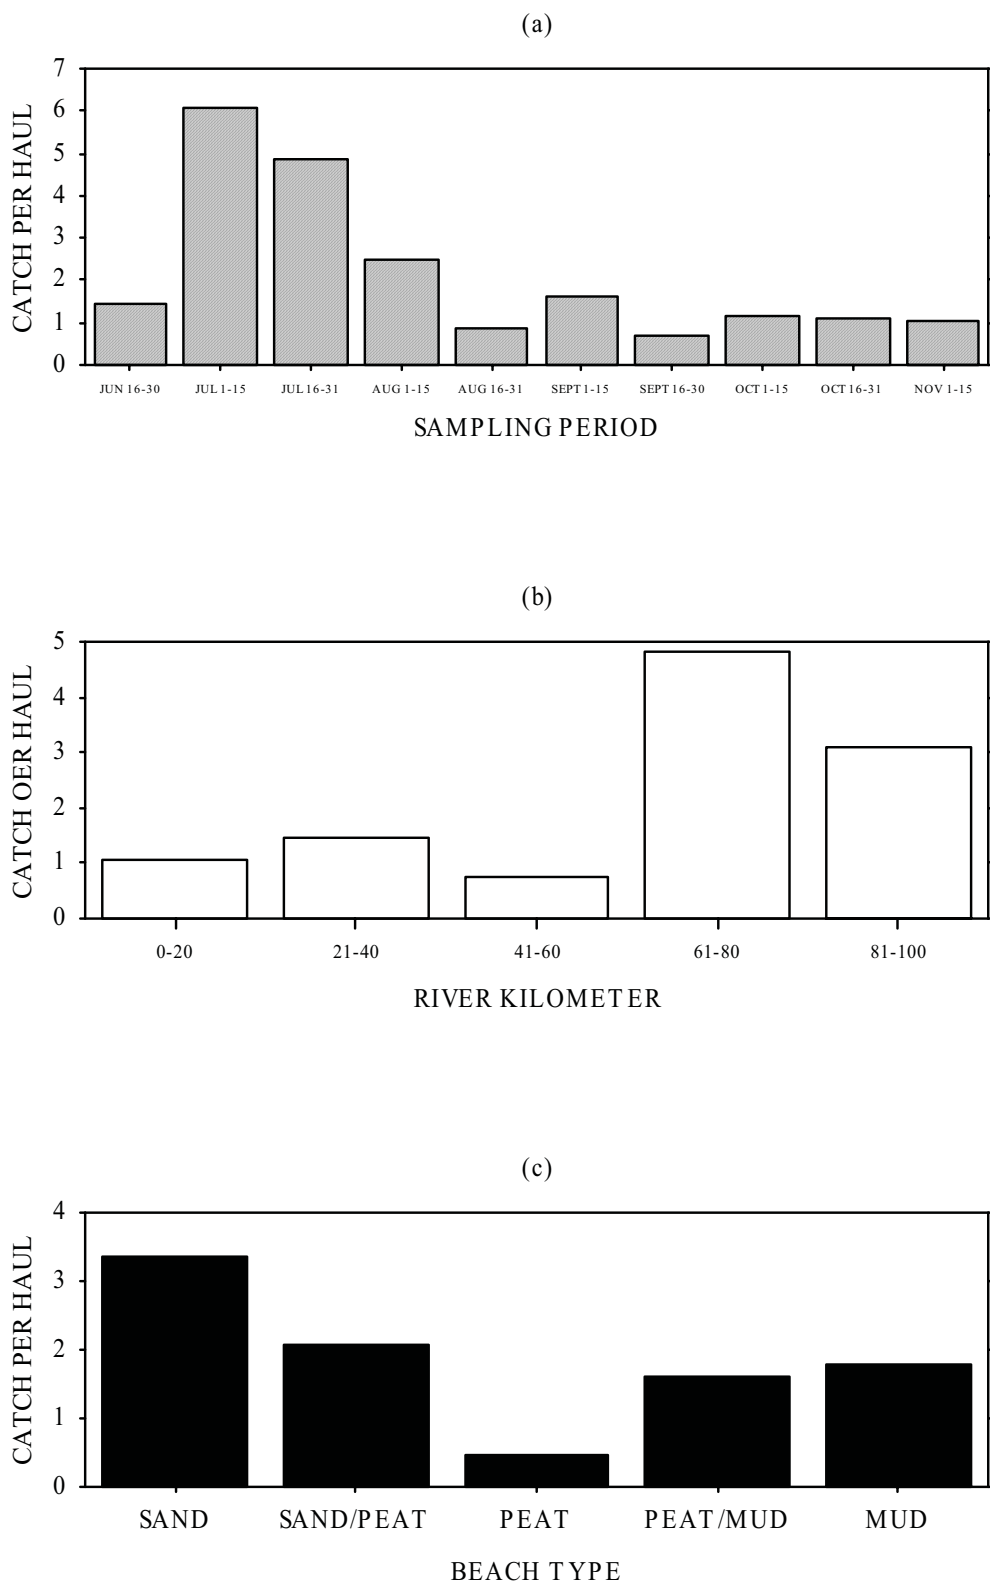 (a)
7
6
5
4
3
2
1
0
CATCH PER HAUL
JUN 16-30 JUL 1-15 JUL 16-31 AUG 1-15 AUG 16-31 SEPT 1-15 SEPT 16-30 OCT 1-15 OCT 16-31 NOV 1-15
SAMPLING PERIOD
(b)
5
4
3
2
1
0
CATCH OER HAUL
0-20 21-40 41-60 61-80 81-100
RIVER KILOMETER
(c)
4
3
2
1
0
CATCH PER HAUL
SAND SAND/PEAT PEAT PEAT/MUD MUD
BEACH TYPE